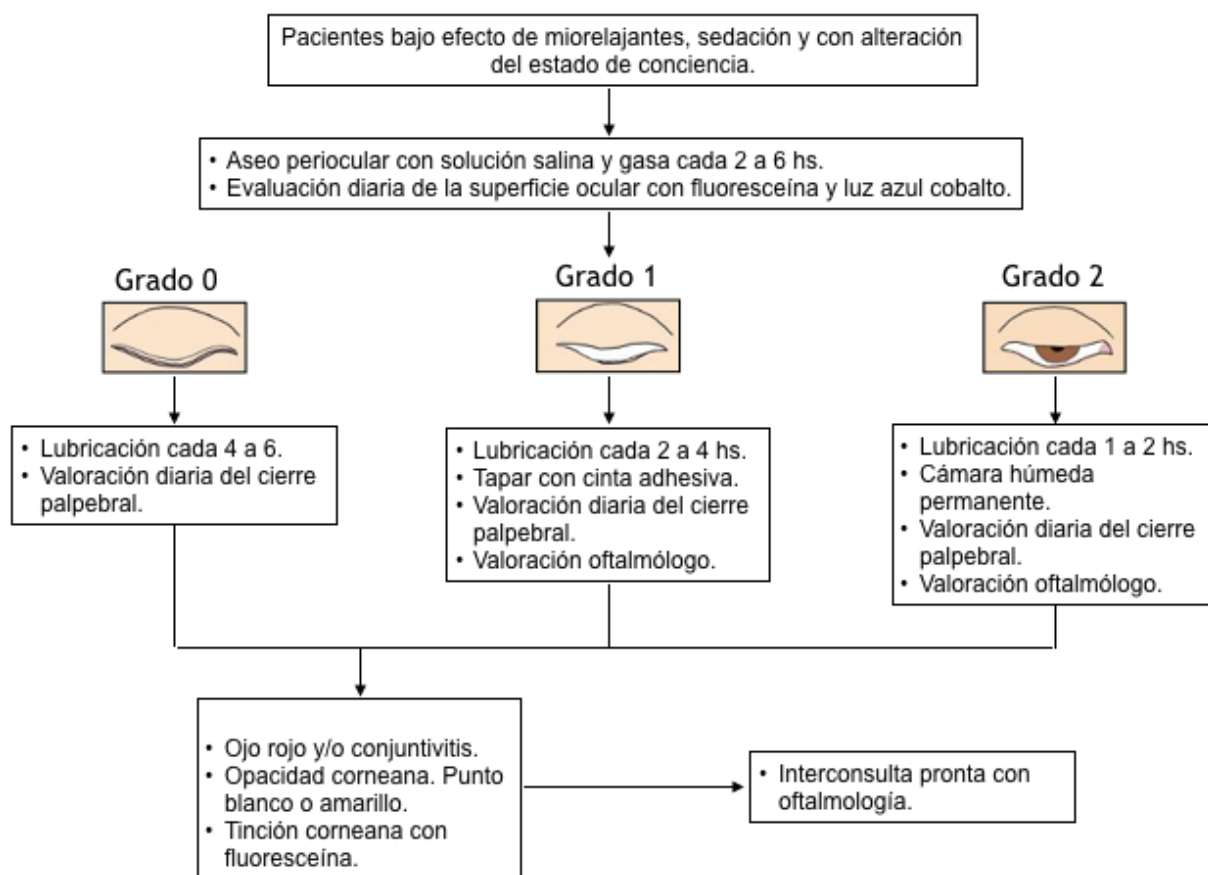 Pacientes bajo efecto de miorelajantes, sedación y con alteración
del estado de conciencia.
• Aseo periocular con solución salina y gasa cada 2 a 6 hs.
• Evaluación diaria de la superficie ocular con fluoresceína y luz azul cobalto.
Grado 0
• Lubricación cada 4 a 6.
• Valoración diaria del cierre
palpebral.
Grado 1
• Lubricación cada 2 a 4 hs.
• Tapar con cinta adhesiva.
• Valoración diaria del cierre
palpebral.
• Valoración oftalmólogo.
Grado 2
• Lubricación cada 1 a 2 hs.
• Cámara húmeda
permanente.
• Valoración diaria del cierre
palpebral.
• Valoración oftalmólogo.
• Ojo rojo y/o conjuntivitis.
• Opacidad corneana. Punto
blanco o amarillo.
• Tinción corneana con
fluoresceína.
• Interconsulta pronta con
oftalmología.